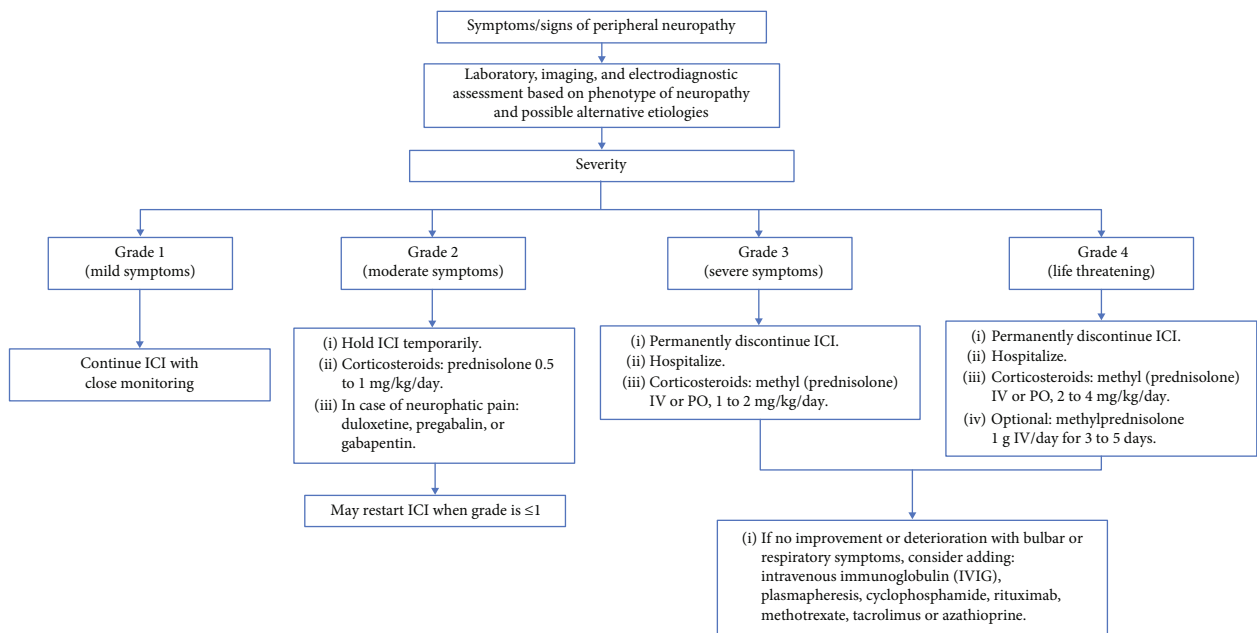 Symptoms/signs of peripheral neuropathy
Laboratory, imaging, and electrodiagnostic
assessment based on phenotype of neuropathy
and possible alternative etiologies
Severity
Grade 1
(mild symptoms)
Grade 2
(moderate symptoms)
Grade 3
(severe symptoms)
Grade 4
(life threatening)
Continue ICI with
close monitoring
(i) Hold ICI temporarily.
(ii) Corticosteroids: prednisolone 0.5
to 1 mg/kg/day.
(iii) In case of neurophatic pain:
duloxetine, pregabalin, or
gabapentin.
(i) Permanently discontinue ICI.
(ii) Hospitalize.
(iii) Corticosteroids: methyl (prednisolone)
IV or PO, 1 to 2 mg/kg/day.
(i) Permanently discontinue ICI.
(ii) Hospitalize.
(iii) Corticosteroids: methyl (prednisolone)
IV or PO, 2 to 4 mg/kg/day.
(iv) Optional: methylprednisolone
1 g IV/day for 3 to 5 days.
May restart ICI when grade is ≤1
(i) If no improvement or deterioration with bulbar or
respiratory symptoms, consider adding:
intravenous immunoglobulin (IVIG),
plasmapheresis, cyclophosphamide, rituximab,
methotrexate, tacrolimus or azathioprine.